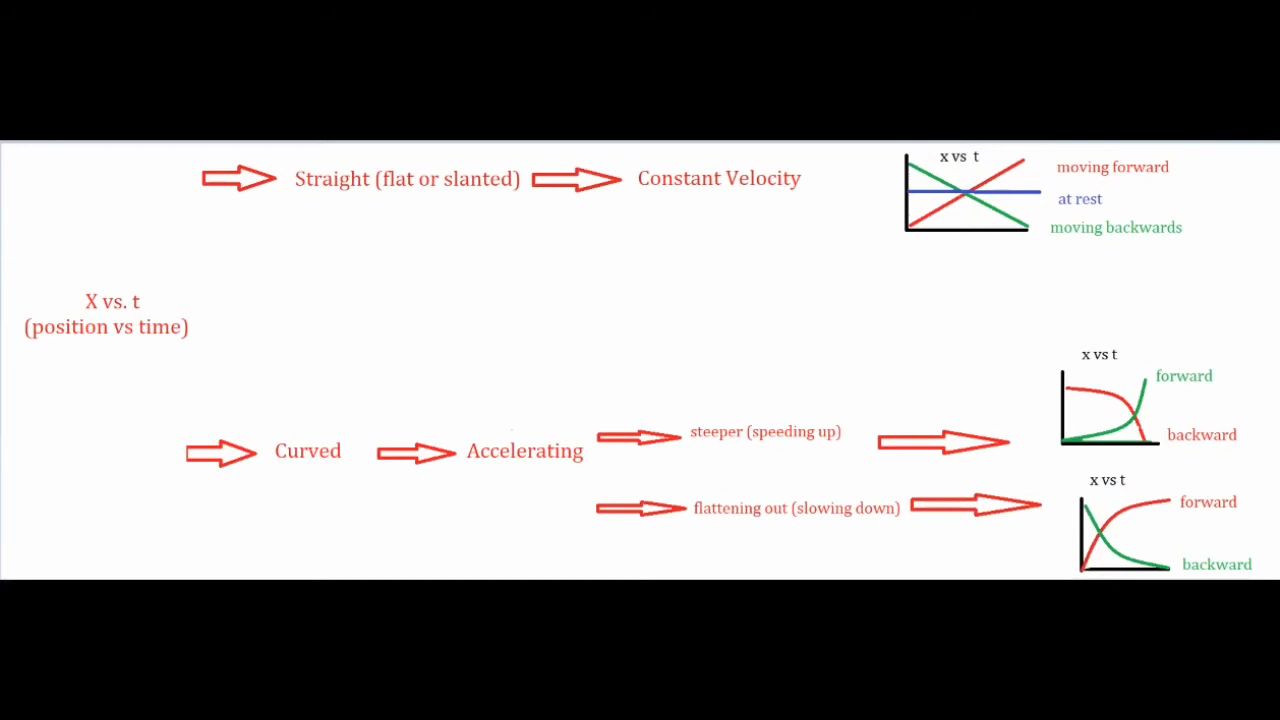 Straight (flat or slanted)
Constant Velocity
x vs t
moving forward
at rest
moving backwards
X vs. t
(position vs time)
x vs t
forward
backward
Curved
Accelerating
steeper (speeding up)
flattening out (slowing down)
x vs t
forward
backward